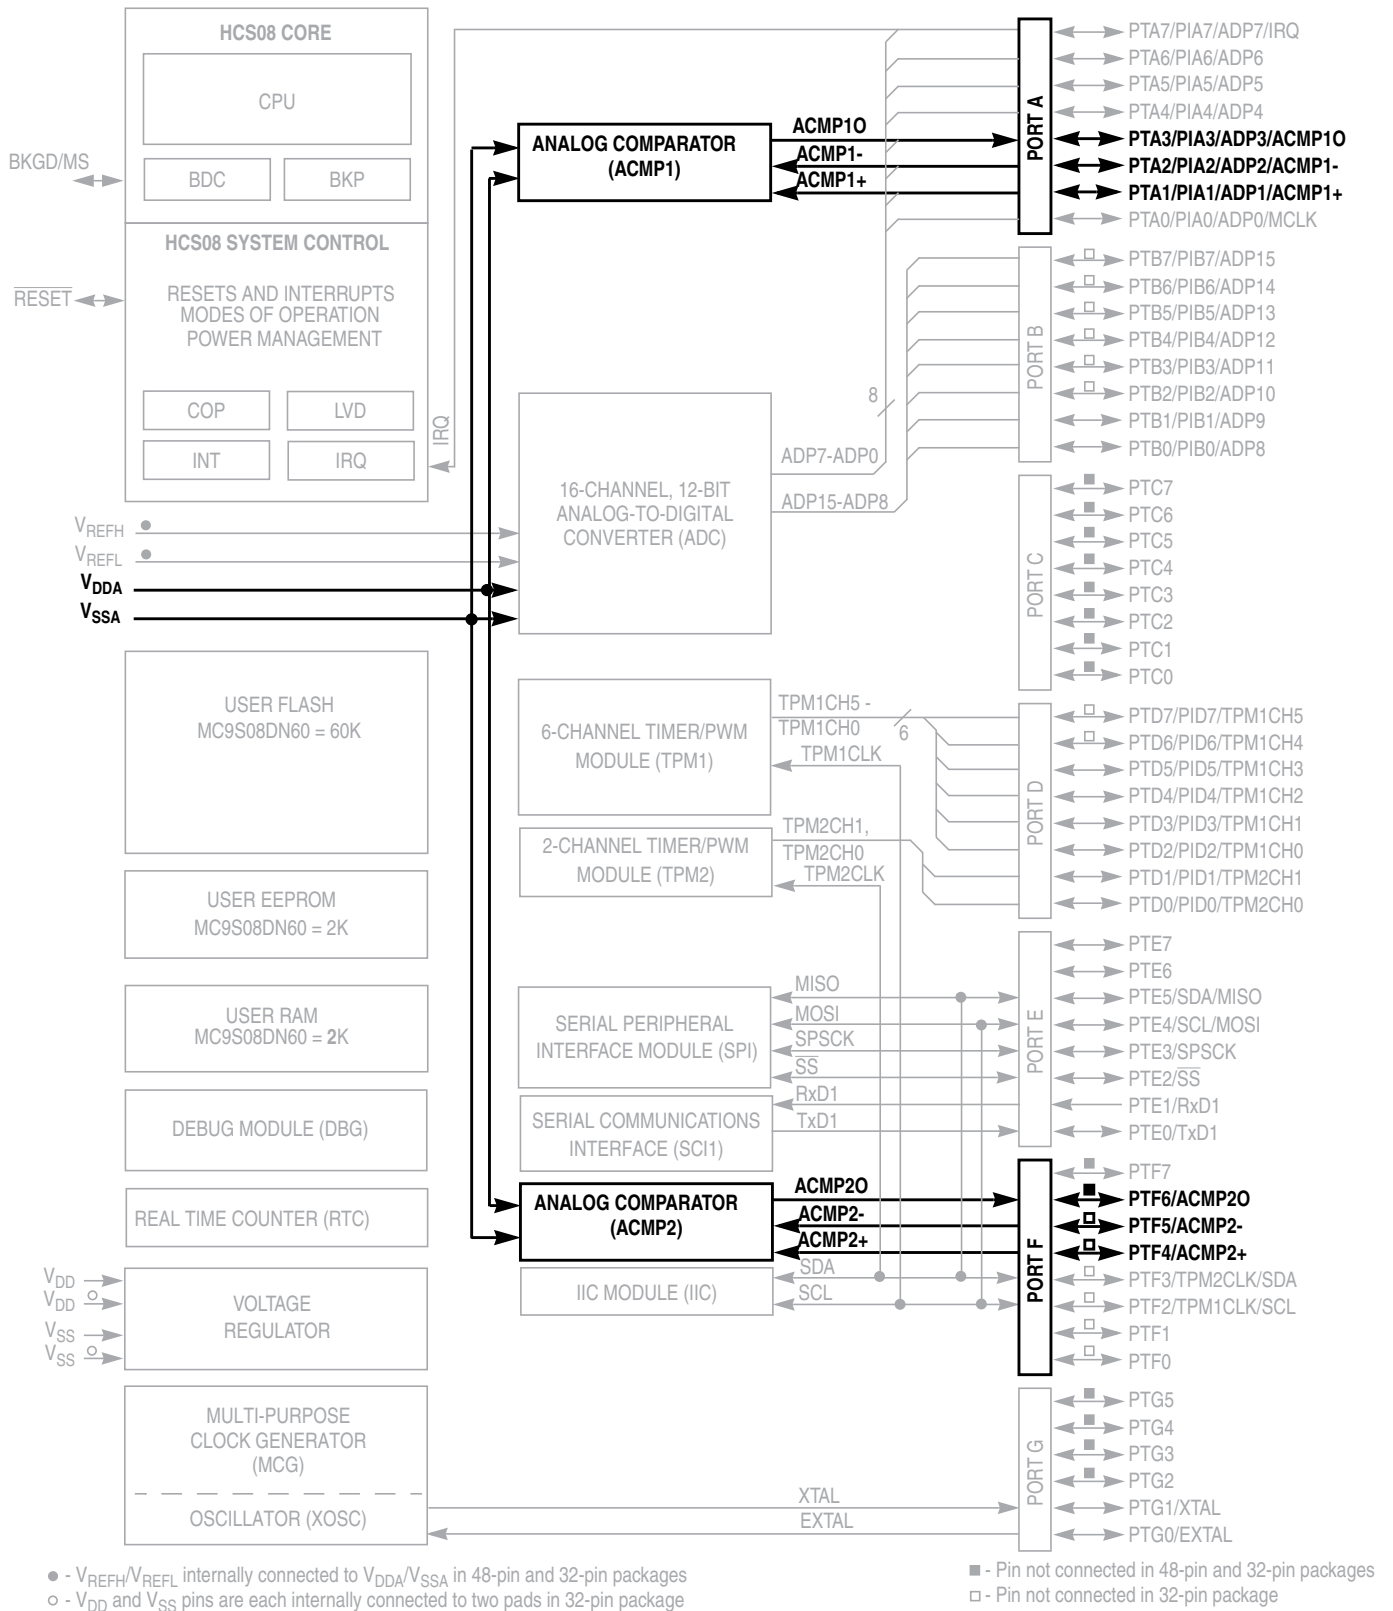 HCS08 CORE
CPU
BDC
BKP
BKGD/MS
HCS08 SYSTEM CONTROL
RESETS AND INTERRUPTS
MODES OF OPERATION
POWER MANAGEMENT
RESET
COP
LVD
INT
IRQ
IRQ
VREFH
VREFL
VDDA
VSSA
USER FLASH
MC9S08DN60 = 60K
USER EEPROM
MC9S08DN60 = 2K
USER RAM
MC9S08DN60 = 2K
DEBUG MODULE (DBG)
REAL TIME COUNTER (RTC)
VDD
VDD
VSS
VSS
VOLTAGE
REGULATOR
MULTI-PURPOSE
CLOCK GENERATOR
(MCG)
OSCILLATOR (XOSC)
ANALOG COMPARATOR
(ACMP1)
ACMP1O
ACMP1-
ACMP1+
16-CHANNEL, 12-BIT
ANALOG-TO-DIGITAL
CONVERTER (ADC)
8
ADP7-ADP0
ADP15-ADP8
6-CHANNEL TIMER/PWM
MODULE (TPM1)
TPM1CH5 -
TPM1CH0
6
TPM1CLK
2-CHANNEL TIMER/PWM
MODULE (TPM2)
TPM2CH1,
TPM2CH0
TPM2CLK
SERIAL PERIPHERAL
INTERFACE MODULE (SPI)
MISO
MOSI
SPSCK
SS
SERIAL COMMUNICATIONS
INTERFACE (SCI1)
RxD1
TxD1
ANALOG COMPARATOR
(ACMP2)
ACMP2O
ACMP2-
ACMP2+
IIC MODULE (IIC)
SDA
SCL
XTAL
EXTAL
PORT A
PTA7/PIA7/ADP7/IRQ
PTA6/PIA6/ADP6
PTA5/PIA5/ADP5
PTA4/PIA4/ADP4
PTA3/PIA3/ADP3/ACMP1O
PTA2/PIA2/ADP2/ACMP1-
PTA1/PIA1/ADP1/ACMP1+
PTA0/PIA0/ADP0/MCLK
PORT B
PTB7/PIB7/ADP15
PTB6/PIB6/ADP14
PTB5/PIB5/ADP13
PTB4/PIB4/ADP12
PTB3/PIB3/ADP11
PTB2/PIB2/ADP10
PTB1/PIB1/ADP9
PTB0/PIB0/ADP8
PORT C
PTC7
PTC6
PTC5
PTC4
PTC3
PTC2
PTC1
PTC0
PORT D
PTD7/PID7/TPM1CH5
PTD6/PID6/TPM1CH4
PTD5/PID5/TPM1CH3
PTD4/PID4/TPM1CH2
PTD3/PID3/TPM1CH1
PTD2/PID2/TPM1CH0
PTD1/PID1/TPM2CH1
PTD0/PID0/TPM2CH0
PORT E
PTE7
PTE6
PTE5/SDA/MISO
PTE4/SCL/MOSI
PTE3/SPSCK
PTE2/SS
PTE1/RxD1
PTE0/TxD1
PORT F
PTF7
PTF6/ACMP2O
PTF5/ACMP2-
PTF4/ACMP2+
PTF3/TPM2CLK/SDA
PTF2/TPM1CLK/SCL
PTF1
PTF0
PORT G
PTG5
PTG4
PTG3
PTG2
PTG1/XTAL
PTG0/EXTAL
● - VREFH/VREFL internally connected to VDDA/VSSA in 48-pin and 32-pin packages
○ - VDD and VSS pins are each internally connected to two pads in 32-pin package
■ - Pin not connected in 48-pin and 32-pin packages
□ - Pin not connected in 32-pin package